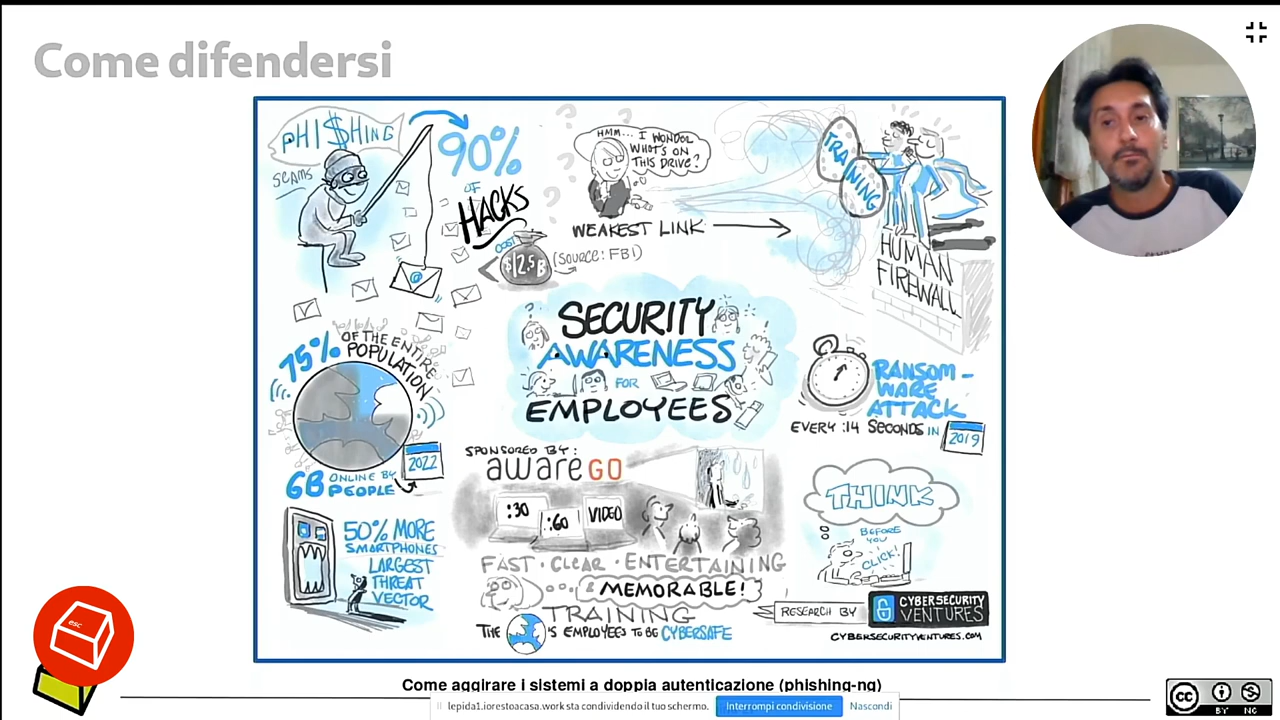 Come difendersi
PHI$HING
SCAMS
90%
OF
HACKS
COST
$12.5B
(SOURCE: FBI)
HMM... I WONDER
WHAT'S ON
THIS DRIVE?
WEAKEST LINK
TRAINING
HUMAN
FIREWALL
75%
OF THE ENTIRE
POPULATION
2022
6B
ONLINE BY
PEOPLE
SECURITY
AWARENESS
FOR
EMPLOYEES
RANSOM-
WARE
ATTACK
EVERY :14 SECONDS IN
2019
SPONSORED BY:
awareGO
:30
:60
VIDEO
FAST · CLEAR · ENTERTAINING
MEMORABLE!
TRAINING
THE 'S EMPLOYEES TO BE CYBERSAFE
50% MORE
SMARTPHONES
LARGEST
THREAT
VECTOR
THINK
BEFORE
YOU
CLICK!
RESEARCH BY
CYBERSECURITY
VENTURES
CYBERSECURITYVENTURES.COM
esc
Come aggirare i sistemi a doppia autenticazione (phishing-ng)
lepida1.iorestoacasa.work sta condividendo il tuo schermo.
Interrompi condivisione
Nascondi
cc
BY NC